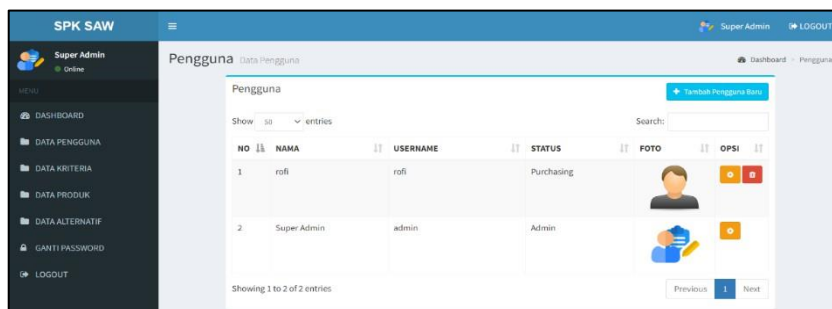 SPK SAW
Super Admin
LOGOUT
Super Admin
Online
Pengguna Data Pengguna
Dashboard > Pengguna
MENU
DASHBOARD
DATA PENGGUNA
DATA KRITERIA
DATA PRODUK
DATA ALTERNATIF
GANTI PASSWORD
LOGOUT
Pengguna
+ Tambah Pengguna Baru
Show 50 entries
Search:
NO NAMA USERNAME STATUS FOTO OPSI
1 rofi rofi Purchasing
2 Super Admin admin Admin
Showing 1 to 2 of 2 entries
Previous 1 Next